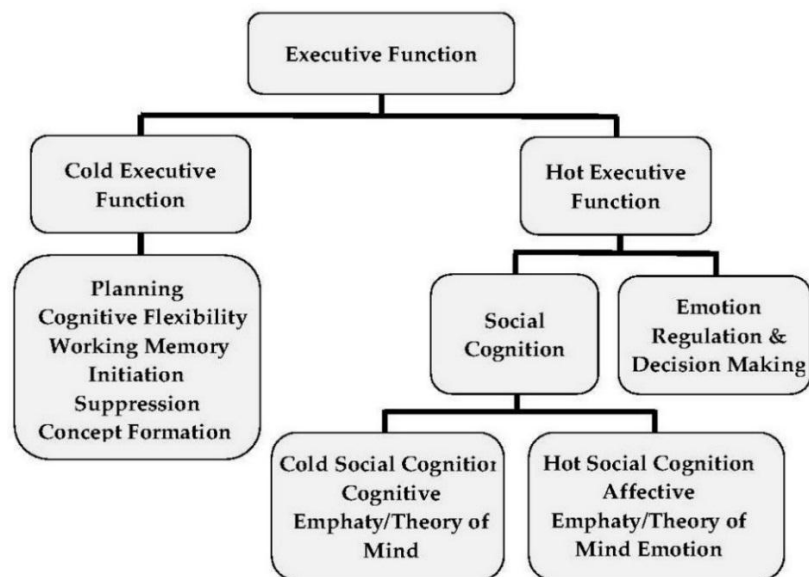 Executive Function
Cold Executive
Function
Hot Executive
Function
Planning
Cognitive Flexibility
Working Memory
Initiation
Suppression
Concept Formation
Social
Cognition
Emotion
Regulation &
Decision Making
Cold Social Cognition
Cognitive
Emphaty/Theory of
Mind
Hot Social Cognition
Affective
Emphaty/Theory of
Mind Emotion